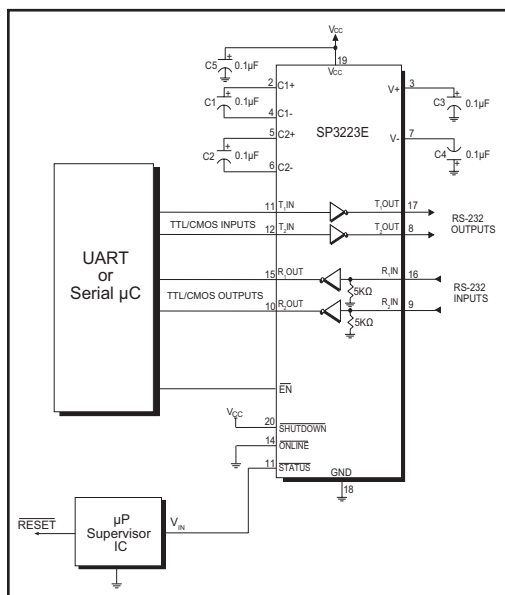 VCC
C5 + 0.1µF
19
VCC
2 C1+
C1 + 0.1µF
4 C1-
5 C2+
C2 + 0.1µF
6 C2-
SP3223E
V+ 3
C3 + 0.1µF
V- 7
C4 0.1µF +
UART
or
Serial µC
TTL/CMOS INPUTS
11 T1IN T1OUT 17
12 T2IN T2OUT 8
RS-232
OUTPUTS
TTL/CMOS OUTPUTS
15 R1OUT R1IN 16
5KΩ
10 R2OUT R2IN 9
5KΩ
RS-232
INPUTS
EN
VCC
20 SHUTDOWN
14 ONLINE
11 STATUS
GND
18
RESET
µP
Supervisor
IC
VIN